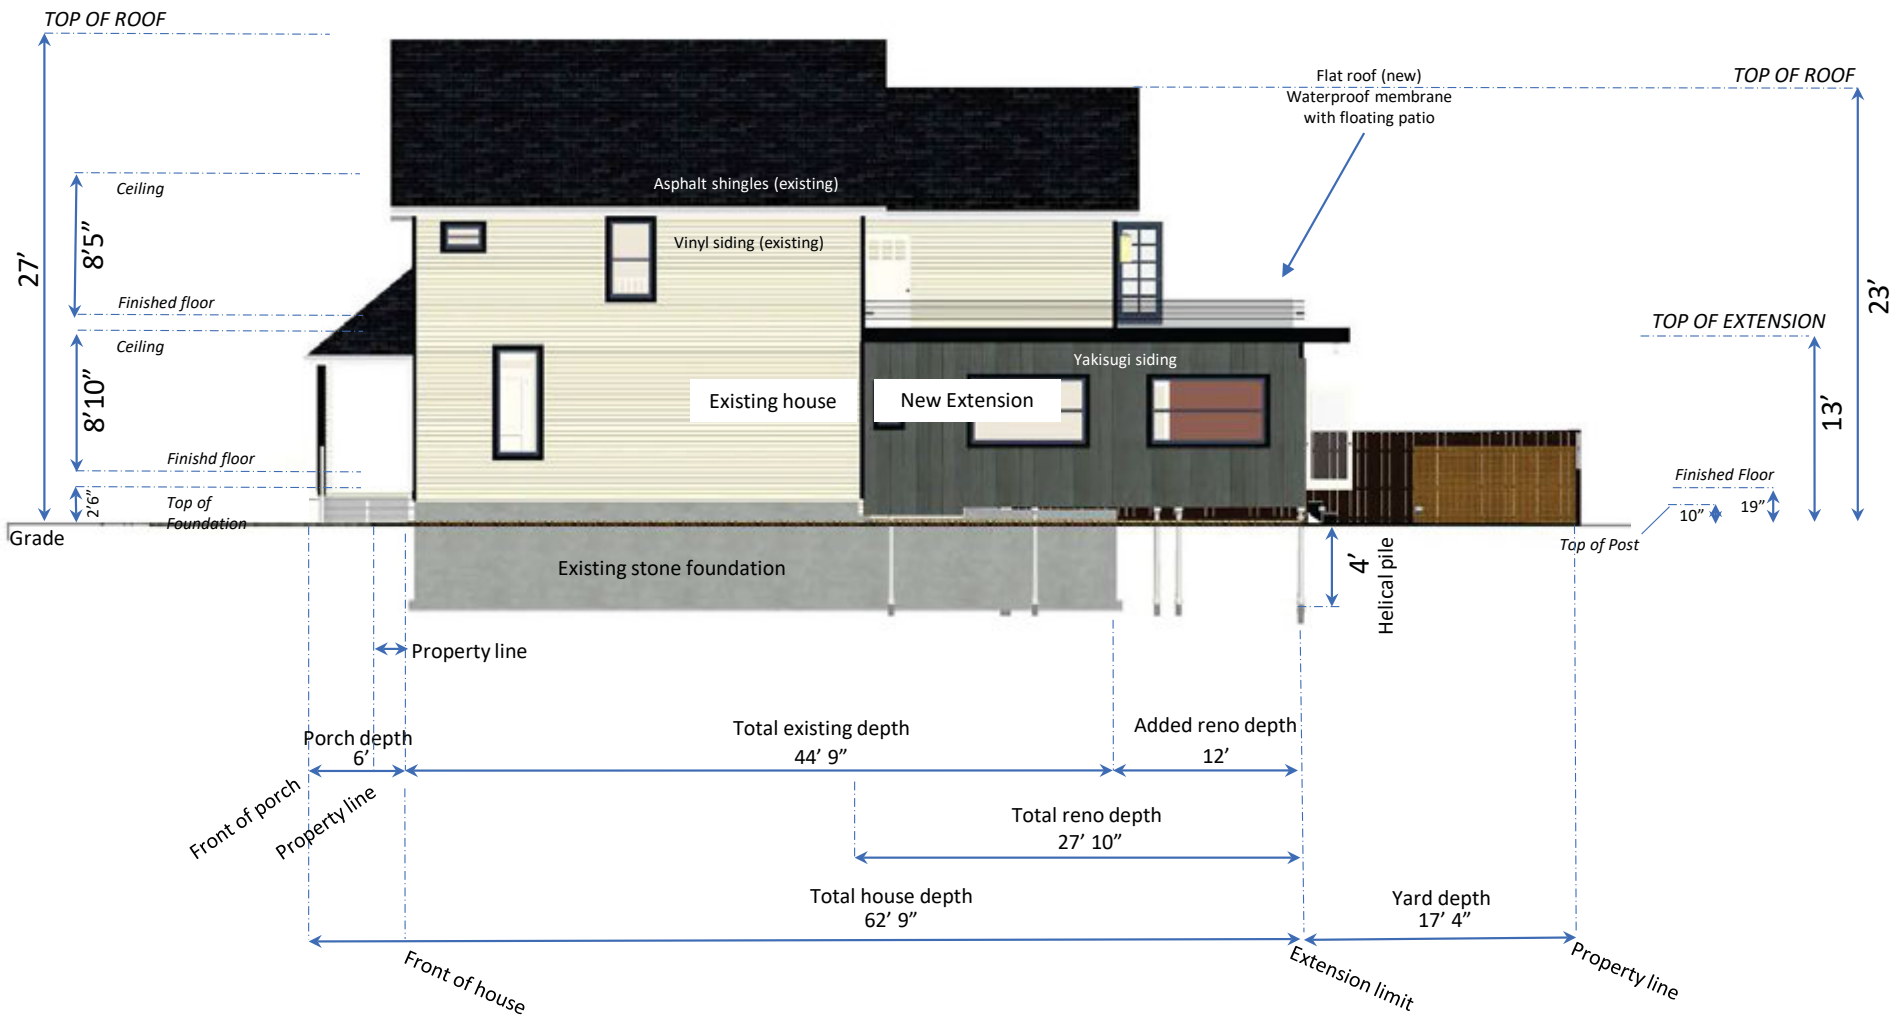 TOP OF ROOF
27’
Ceiling
8’5”
Finished floor
Ceiling
8’10”
Finishd floor
2’6”
Top of
Foundation
Grade
Asphalt shingles (existing)
Vinyl siding (existing)
Existing house
New Extension
Yakisugi siding
Existing stone foundation
Flat roof (new)
Waterproof membrane
with floating patio
TOP OF ROOF
23’
TOP OF EXTENSION
13’
Finished Floor
19”
10”
Top of Post
4’
Helical pile
Property line
Porch depth
6’
Total existing depth
44’ 9”
Added reno depth
12’
Front of porch
Property line
Total reno depth
27’ 10”
Total house depth
62’ 9”
Yard depth
17’ 4”
Front of house
Extension limit
Property line